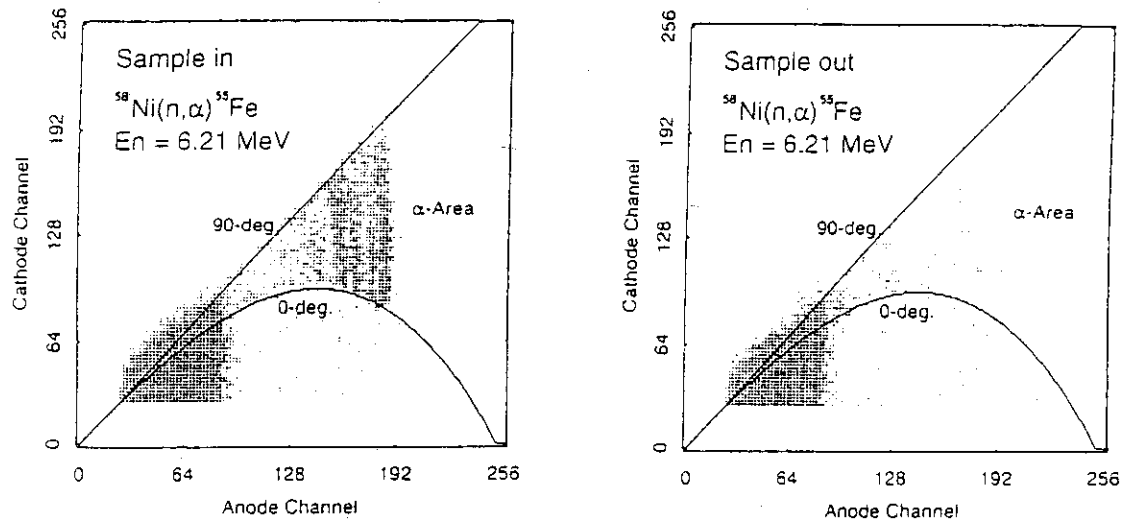 256
192
128
64
0
Cathode Channel
Sample in
⁵⁸Ni(n,α)⁵⁵Fe
En = 6.21 MeV
90-deg.
α-Area
0-deg.
0 64 128 192 256
Anode Channel
256
192
128
64
0
Cathode Channel
Sample out
⁵⁸Ni(n,α)⁵⁵Fe
En = 6.21 MeV
90-deg.
α-Area
0-deg.
0 64 128 192 256
Anode Channel